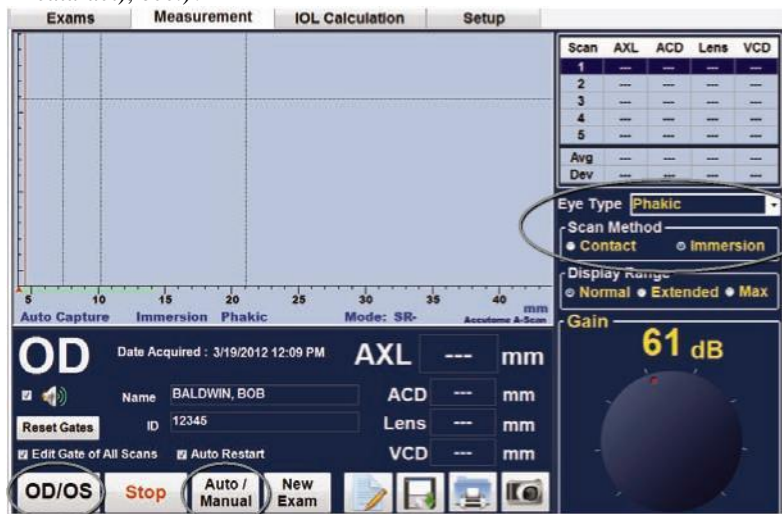 Exams Measurement IOL Calculation Setup
Scan AXL ACD Lens VCD
1 --- --- --- ---
2 --- --- --- ---
3 --- --- --- ---
4 --- --- --- ---
5 --- --- --- ---
Avg --- --- --- ---
Dev --- --- --- ---
Eye Type Phakic
Scan Method
Contact Immersion
Display Range
Normal Extended Max
Gain
61 dB
5 10 15 20 25 30 35 40 mm
Auto Capture Immersion Phakic Mode: SR- Accutome A-Scan
OD Date Acquired : 3/19/2012 12:09 PM AXL --- mm
Name BALDWIN, BOB ACD --- mm
Reset Gates ID 12345 Lens --- mm
Edit Gate of All Scans Auto Restart VCD --- mm
OD/OS Stop Auto / Manual New Exam